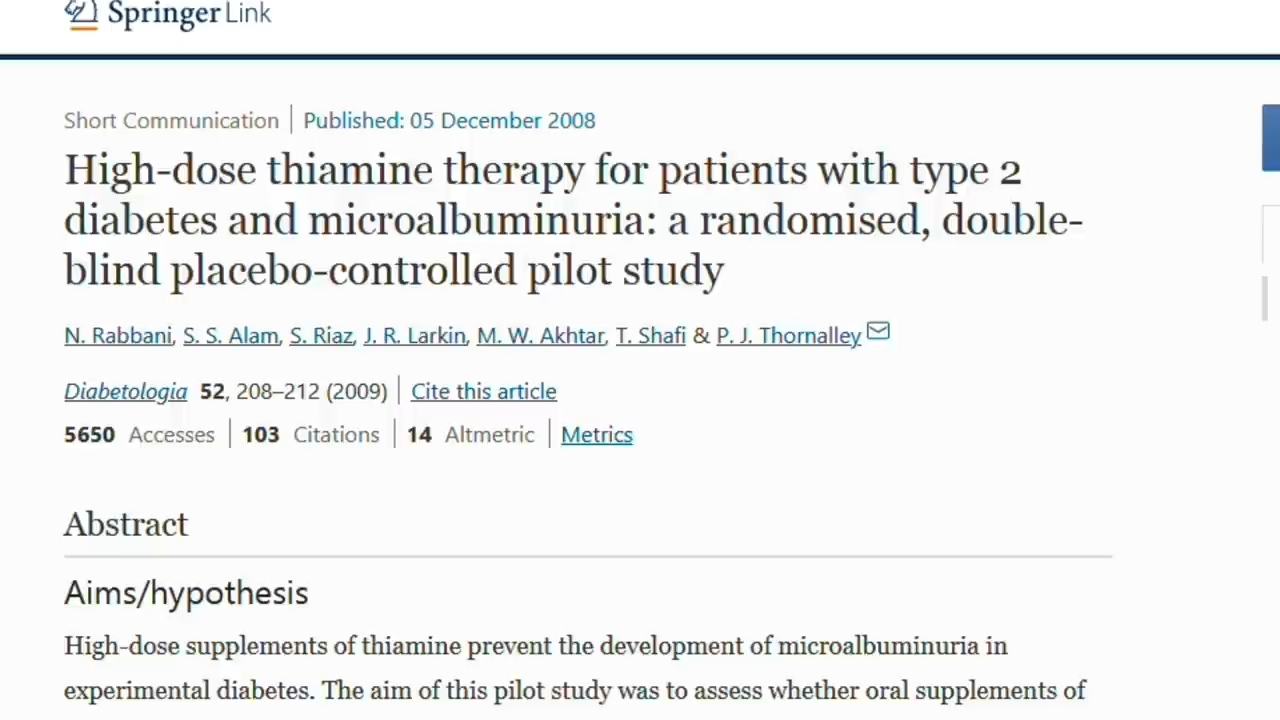 Springer Link
Short Communication | Published: 05 December 2008
High-dose thiamine therapy for patients with type 2
diabetes and microalbuminuria: a randomised, double-
blind placebo-controlled pilot study
N. Rabbani, S. S. Alam, S. Riaz, J. R. Larkin, M. W. Akhtar, T. Shafi & P. J. Thornalley
Diabetologia 52, 208–212 (2009) | Cite this article
5650 Accesses | 103 Citations | 14 Altmetric | Metrics
Abstract
Aims/hypothesis
High-dose supplements of thiamine prevent the development of microalbuminuria in
experimental diabetes. The aim of this pilot study was to assess whether oral supplements of